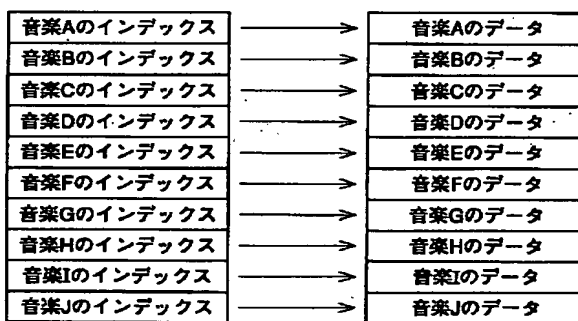 音楽Aのインデックス 音楽Aのデータ
音楽Bのインデックス 音楽Bのデータ
音楽Cのインデックス 音楽Cのデータ
音楽Dのインデックス 音楽Dのデータ
音楽Eのインデックス 音楽Eのデータ
音楽Fのインデックス 音楽Fのデータ
音楽Gのインデックス 音楽Gのデータ
音楽Hのインデックス 音楽Hのデータ
音楽Iのインデックス 音楽Iのデータ
音楽Jのインデックス 音楽Jのデータ